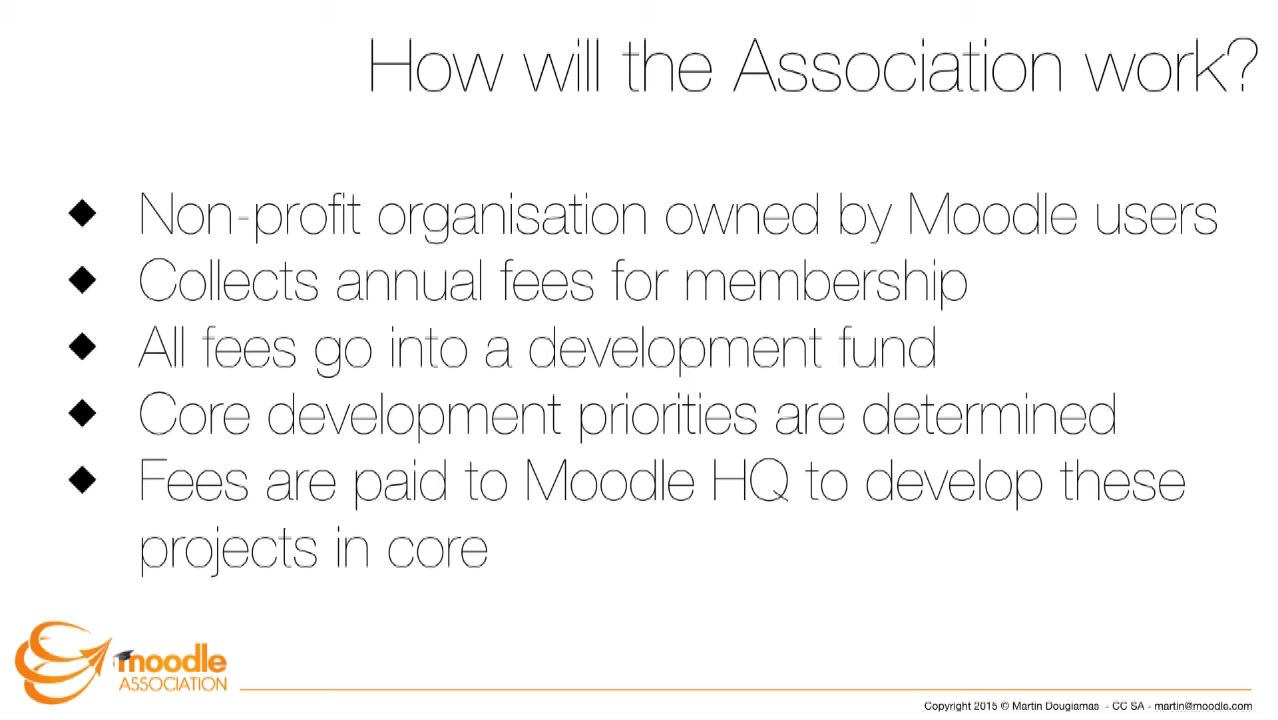 How will the Association work?
◆ Non-profit organisation owned by Moodle users
◆ Collects annual fees for membership
◆ All fees go into a development fund
◆ Core development priorities are determined
◆ Fees are paid to Moodle HQ to develop these
projects in core
moodle
ASSOCIATION
Copyright 2015 © Martin Dougiamas - CC SA - martin@moodle.com